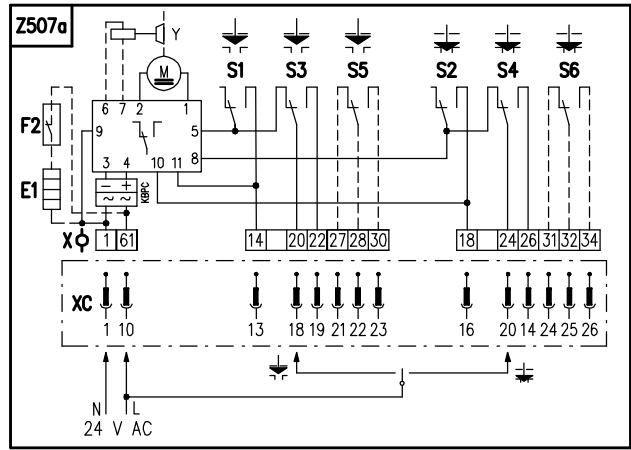 Z507a
Y
M
S1 S3 S5 S2 S4 S6
6 7 2 1
F2
9 5
8
3 4 10 11
E1
- +
~ ~
KBPC
X 1 61 14 20 22 27 28 30 18 24 26 31 32 34
XC
1 10 13 18 19 21 22 23 16 20 14 24 25 26
N L
24 V AC